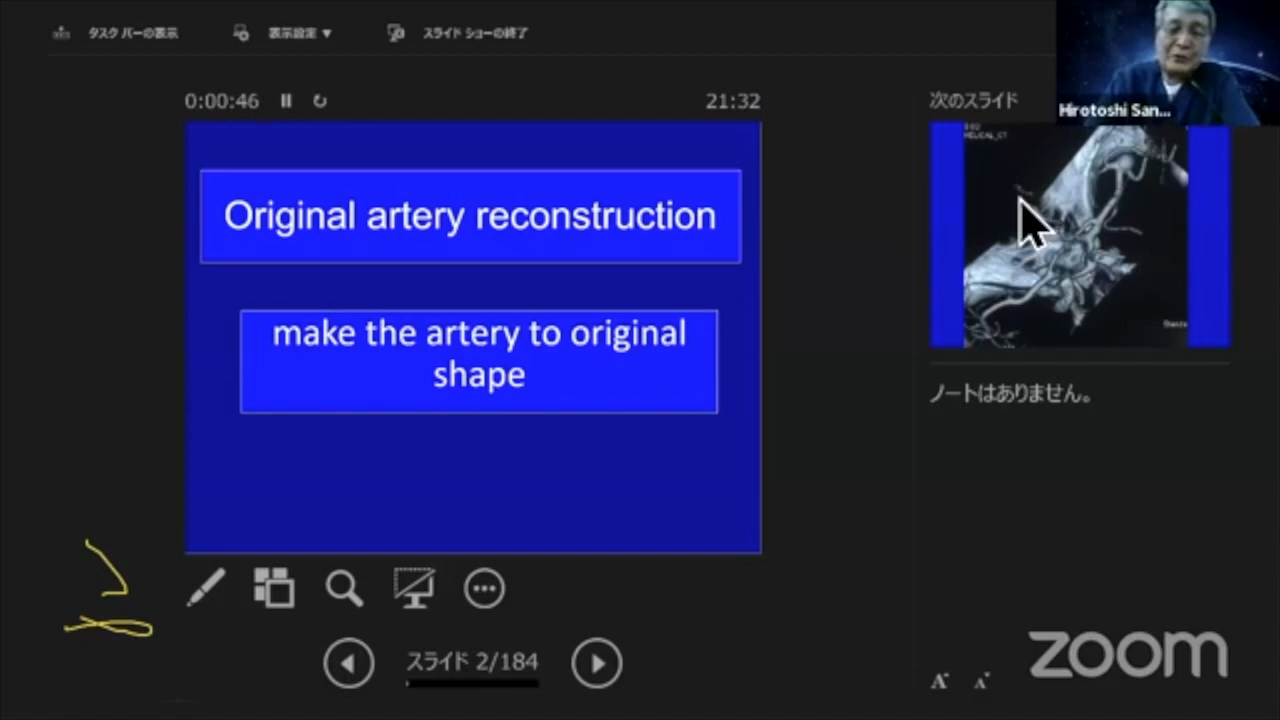 タスク バーの表示
表示設定 ▼
スライド ショーの終了
0:00:46
21:32
次のスライド
Hirotoshi San...
HELICAL_CT
Original artery reconstruction
make the artery to original
shape
ノートはありません。
スライド 2/184
zoom
A
A